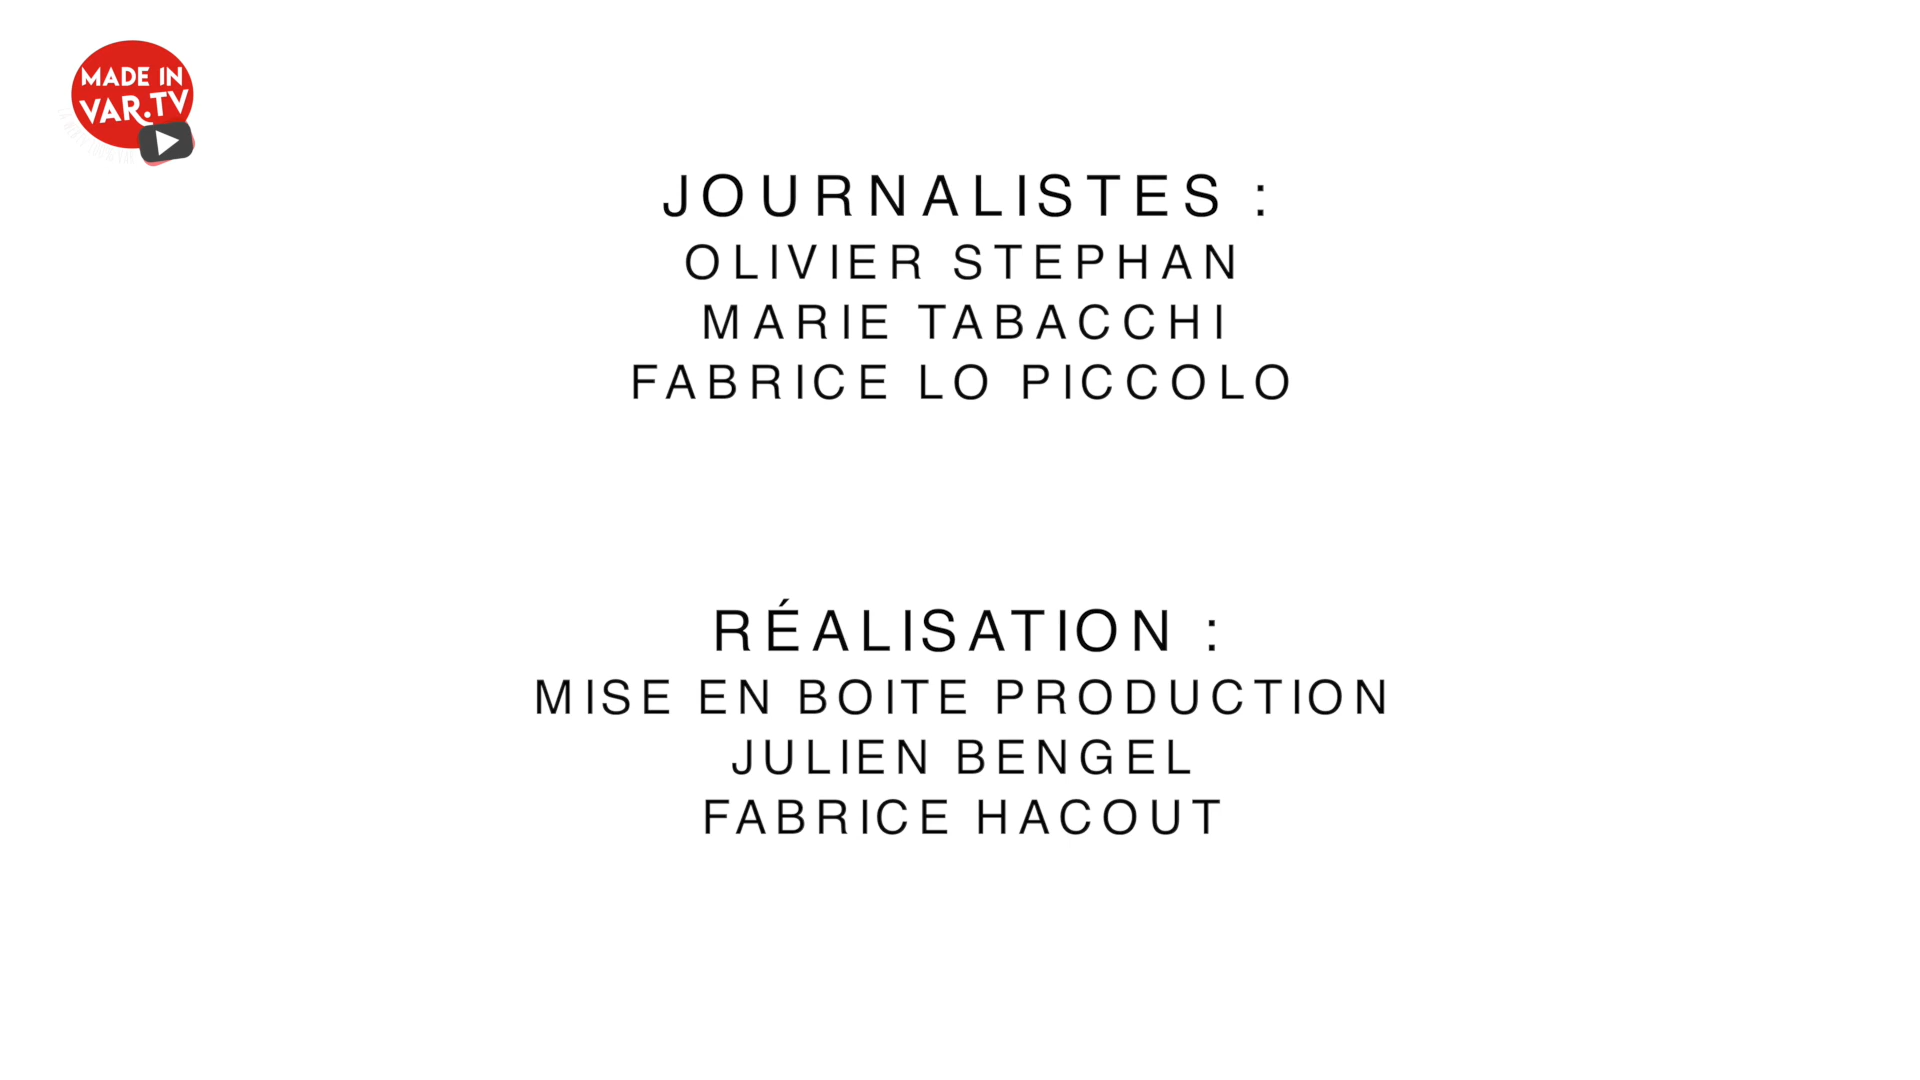 MADE IN
VAR.TV
JOURNALISTES :
OLIVIER STEPHAN
MARIE TABACCHI
FABRICE LO PICCOLO
RÉALISATION :
MISE EN BOITE PRODUCTION
JULIEN BENGEL
FABRICE HACOUT